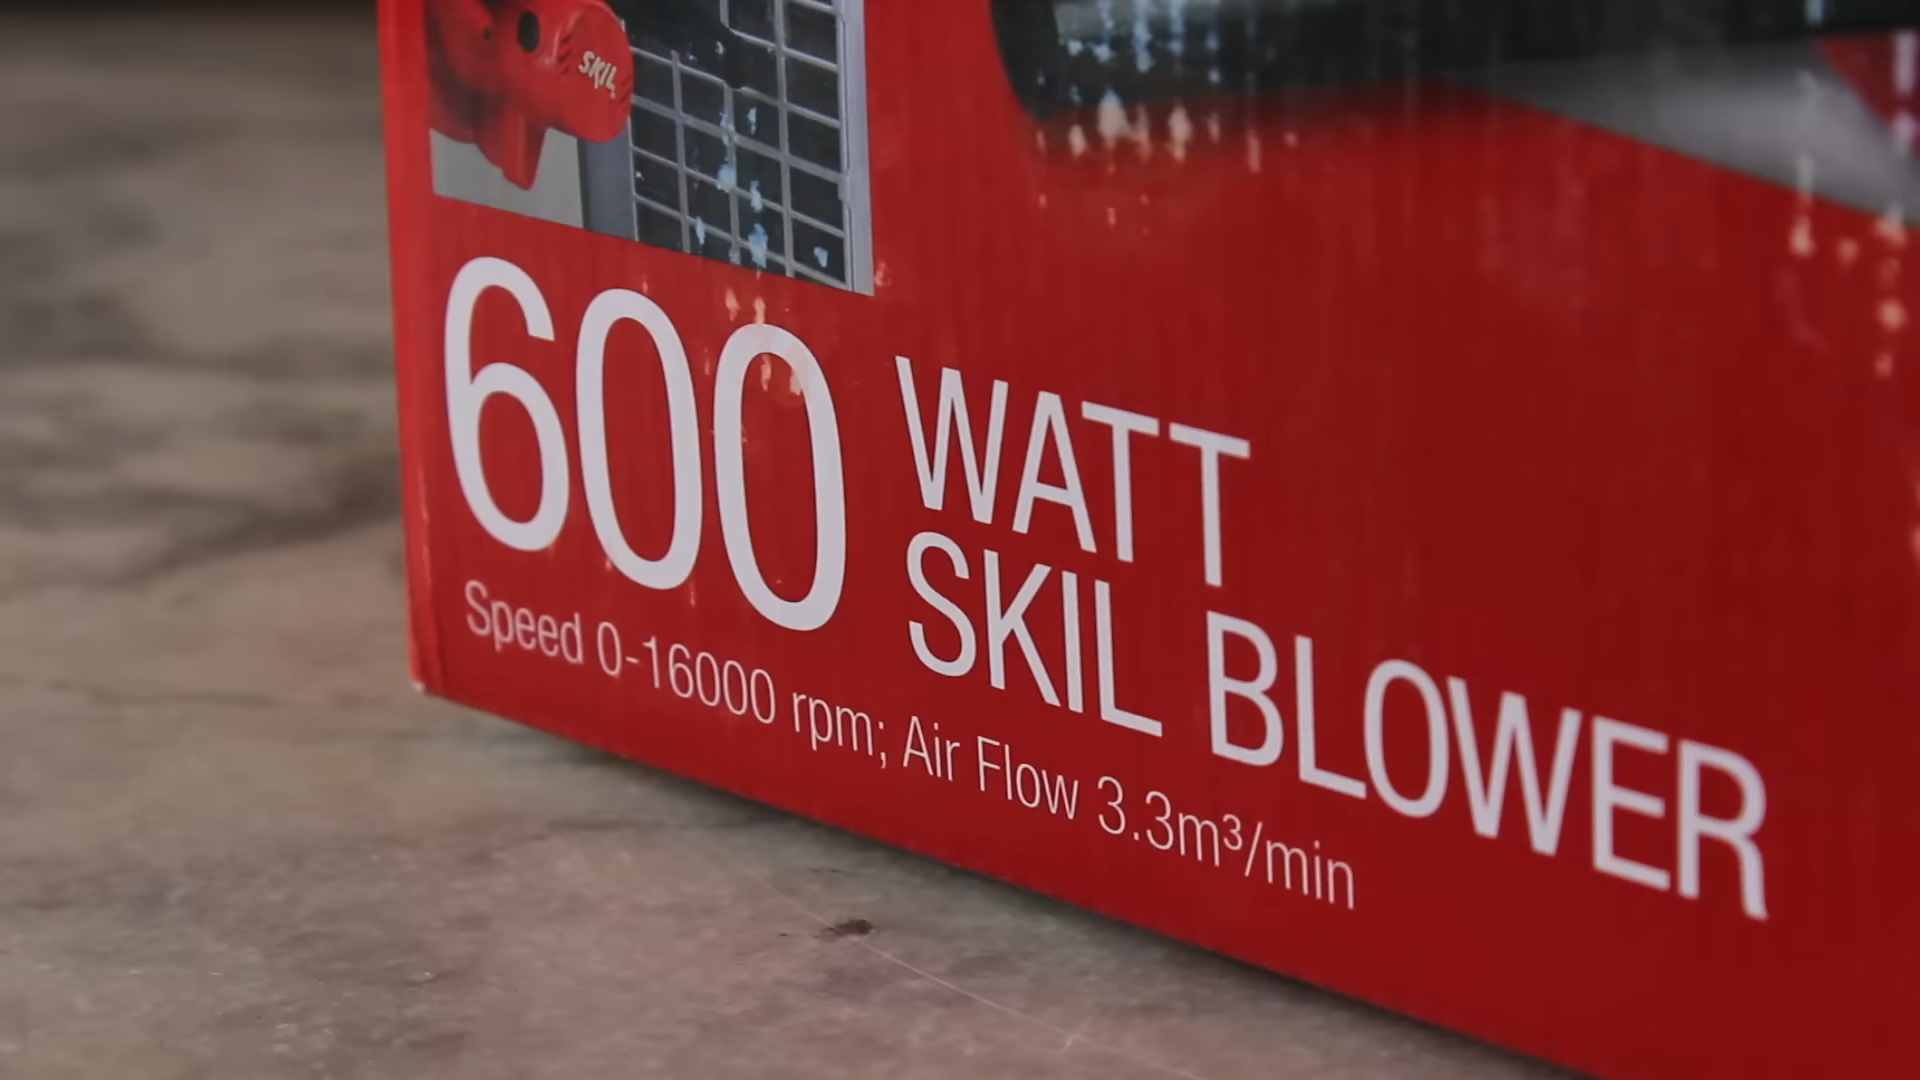 SKIL
600 WATT
SKIL BLOWER
Speed 0-16000 rpm; Air Flow 3.3m³/min